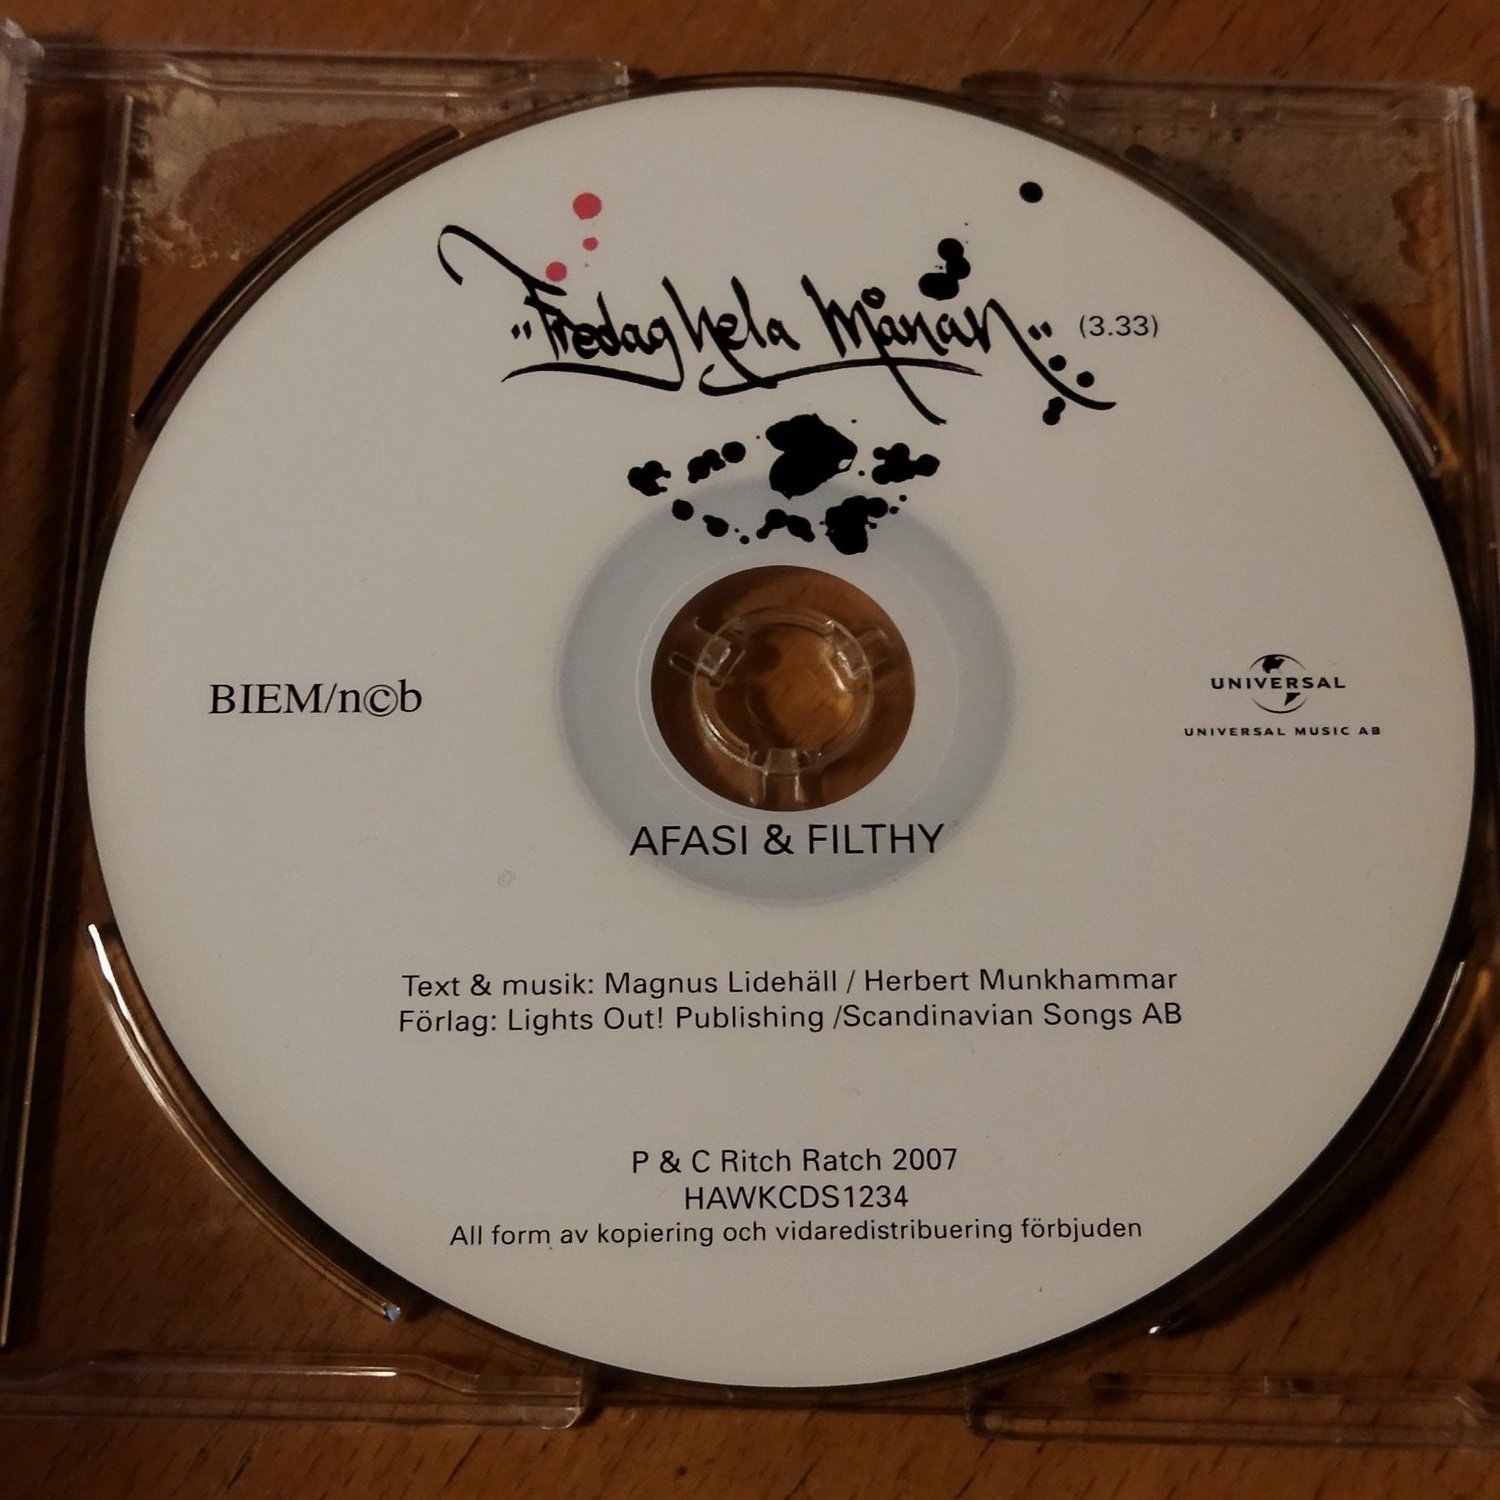 "Fredag hela Månan" (3.33)
BIEM/n©b
UNIVERSAL
UNIVERSAL MUSIC AB
AFASI & FILTHY
Text & musik: Magnus Lidehäll / Herbert Munkhammar
Förlag: Lights Out! Publishing /Scandinavian Songs AB
P & C Ritch Ratch 2007
HAWKCDS1234
All form av kopiering och vidaredistribuering förbjuden